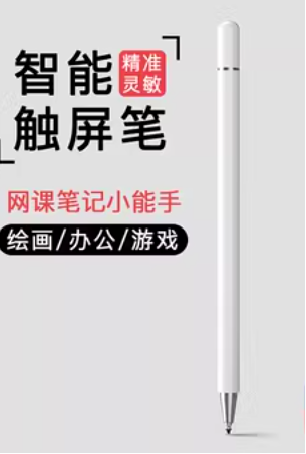 智能
精准
灵敏
触屏笔
网课笔记小能手
绘画/办公/游戏